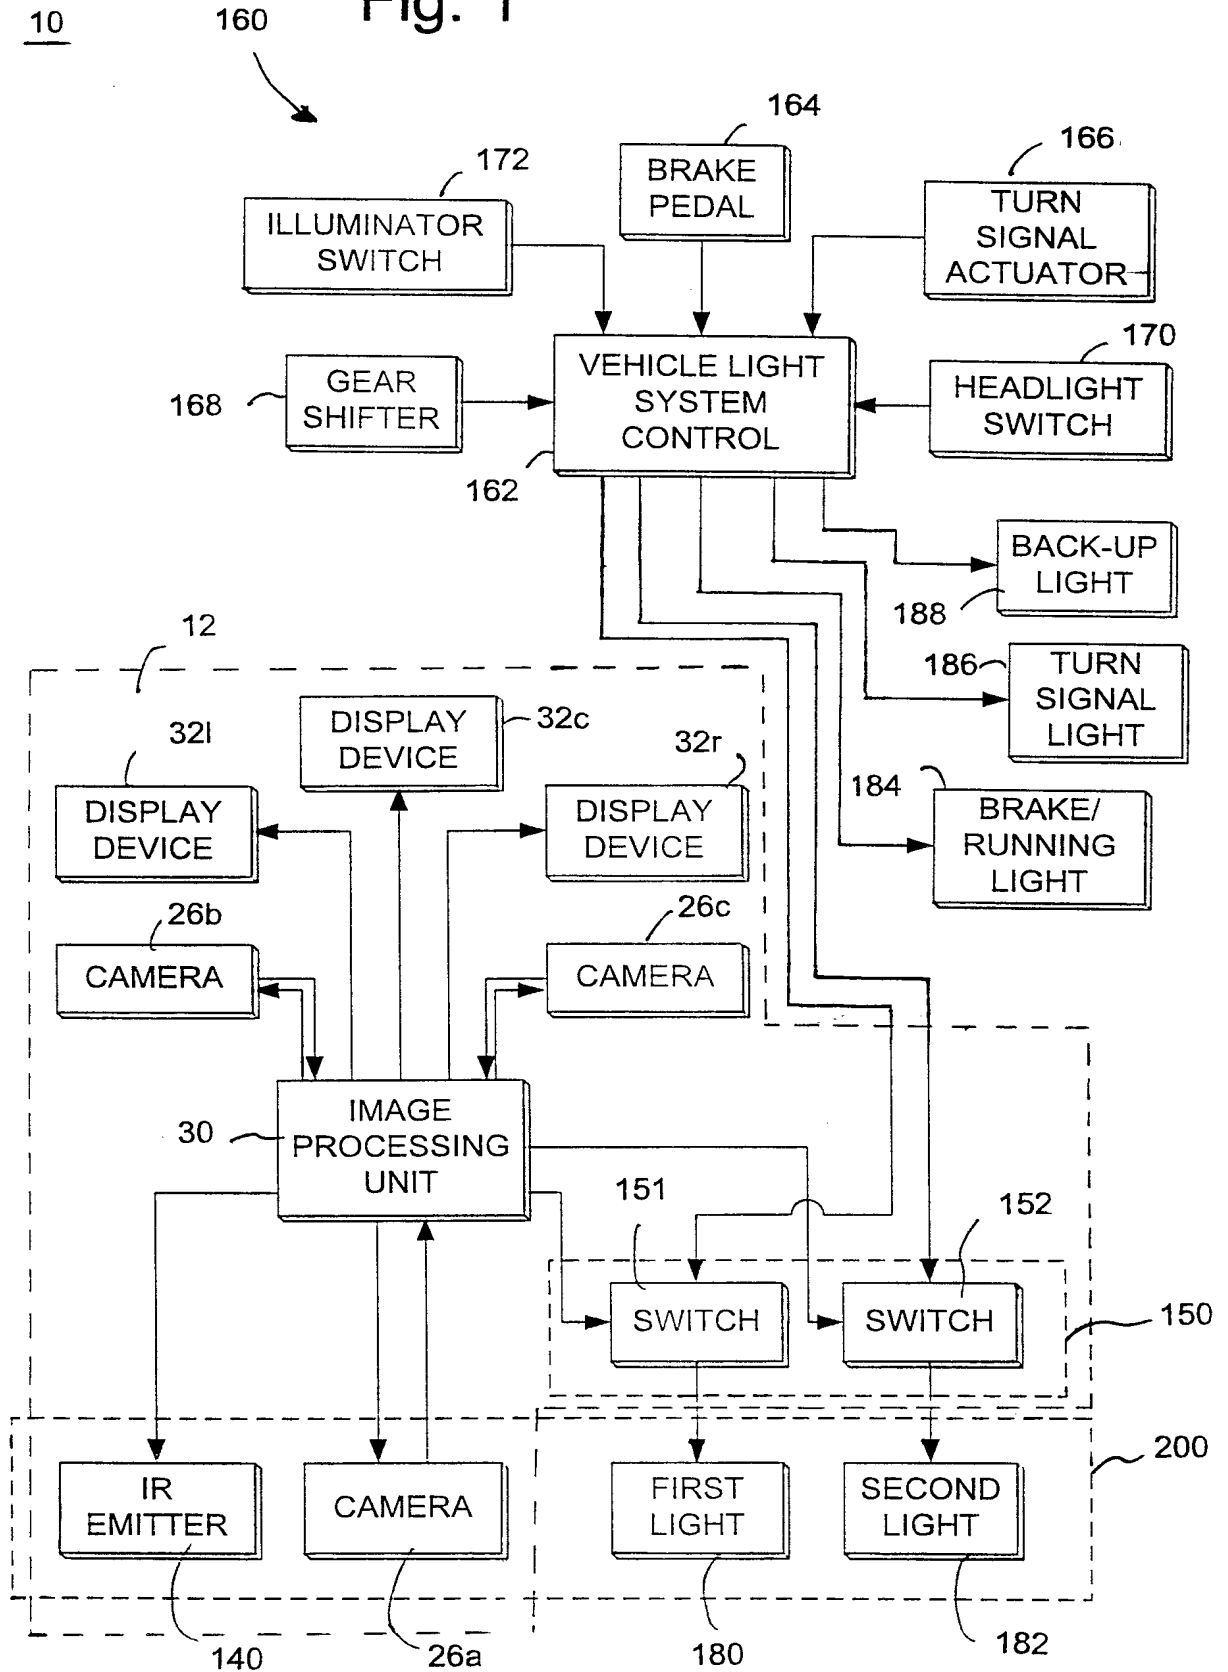 Fig. 1
10
160
164
BRAKE
PEDAL
166
TURN
SIGNAL
ACTUATOR
172
ILLUMINATOR
SWITCH
170
HEADLIGHT
SWITCH
VEHICLE LIGHT
SYSTEM
CONTROL
162
168
GEAR
SHIFTER
BACK-UP
LIGHT
188
186
TURN
SIGNAL
LIGHT
184
BRAKE/
RUNNING
LIGHT
12
32l
DISPLAY
DEVICE
DISPLAY
DEVICE
32c
32r
DISPLAY
DEVICE
26b
CAMERA
26c
CAMERA
30
IMAGE
PROCESSING
UNIT
151
SWITCH
152
SWITCH
150
200
IR
EMITTER
CAMERA
FIRST
LIGHT
SECOND
LIGHT
140
26a
180
182